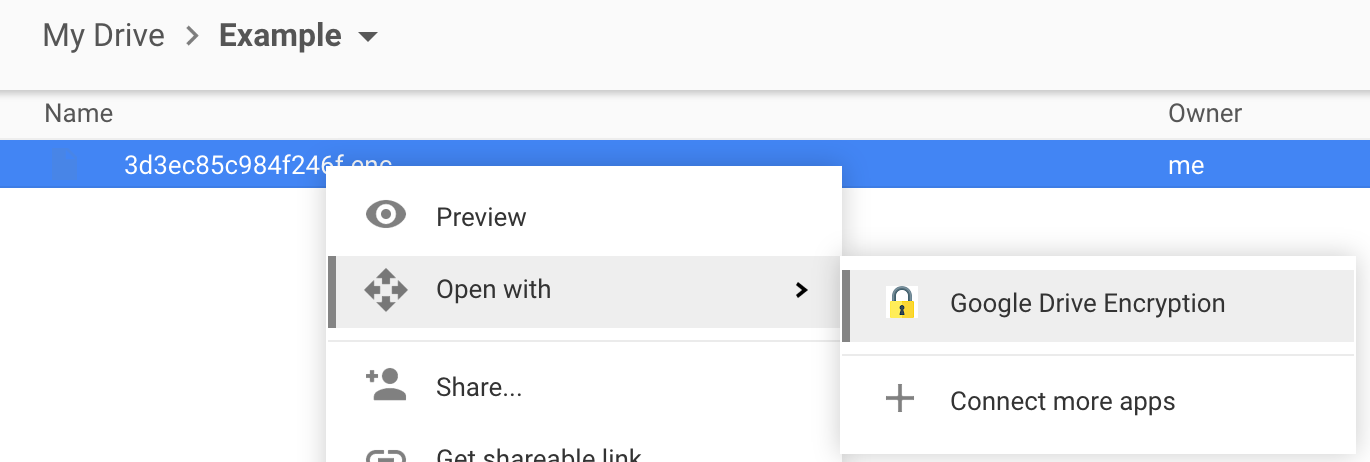 My Drive > Example
Name Owner
3d3ec85c984f246f.enc me
Preview
Open with
Google Drive Encryption
Share...
Connect more apps
Get shareable link